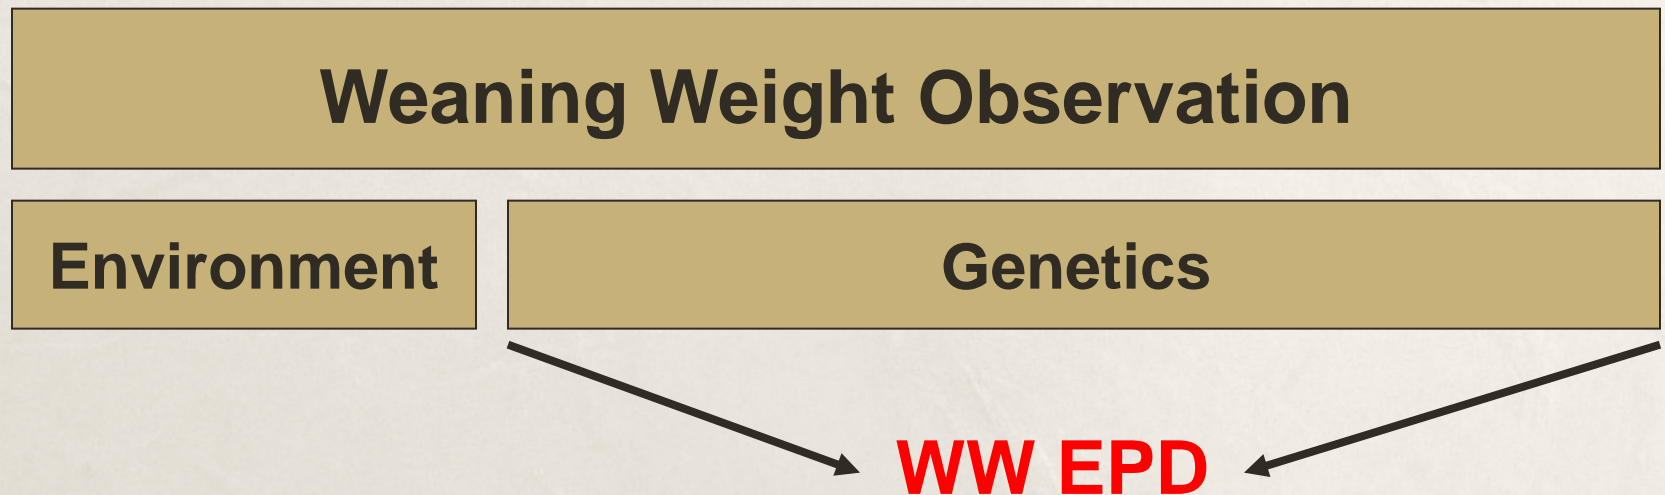 Weaning Weight Observation
Environment
Genetics
WW EPD